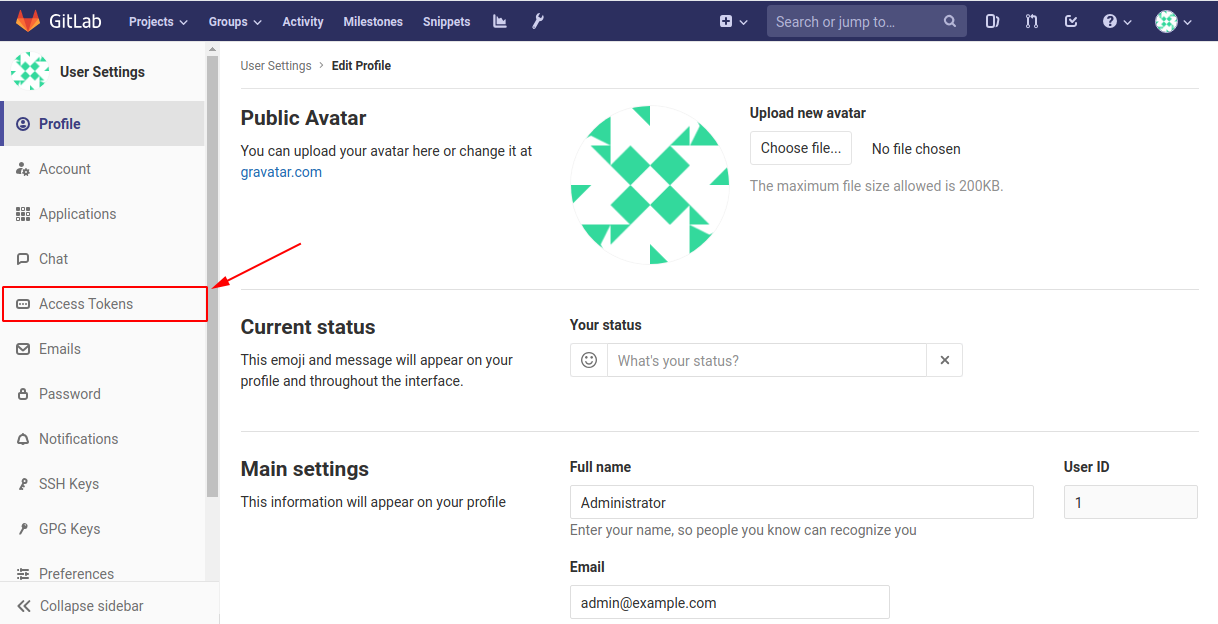 GitLab Projects Groups Activity Milestones Snippets Search or jump to...
User Settings
Profile
Account
Applications
Chat
Access Tokens
Emails
Password
Notifications
SSH Keys
GPG Keys
Preferences
Collapse sidebar
User Settings › Edit Profile
Public Avatar
You can upload your avatar here or change it at
gravatar.com
Upload new avatar
Choose file... No file chosen
The maximum file size allowed is 200KB.
Current status
This emoji and message will appear on your
profile and throughout the interface.
Your status
What's your status?
Main settings
This information will appear on your profile
Full name
Administrator
Enter your name, so people you know can recognize you
User ID
1
Email
admin@example.com